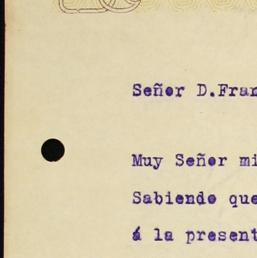 Señor D.Fran
Muy Señor mi
Sabiendo que
á la present